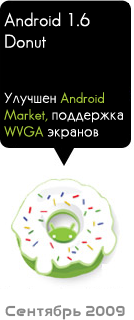 Android 1.6
Donut
Улучшен Android
Market, поддержка
WVGA экранов
Сентябрь 2009